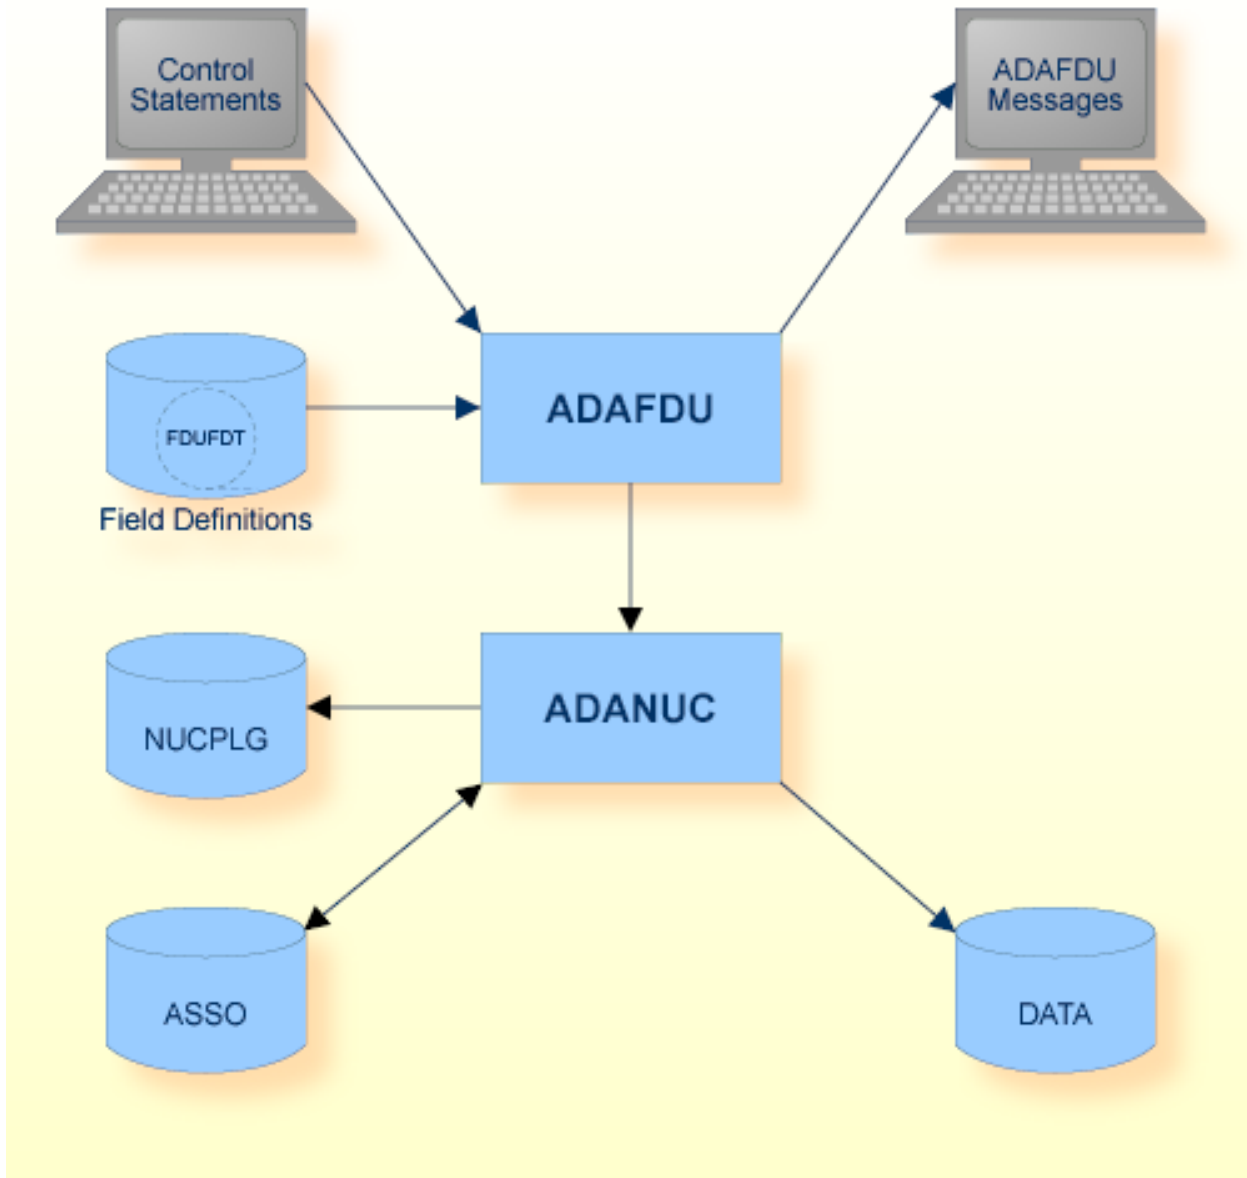 Control
Statements
ADAFDU
Messages
ADAFDU
FDUFDT
Field Definitions
ADANUC
NUCPLG
ASSO
DATA